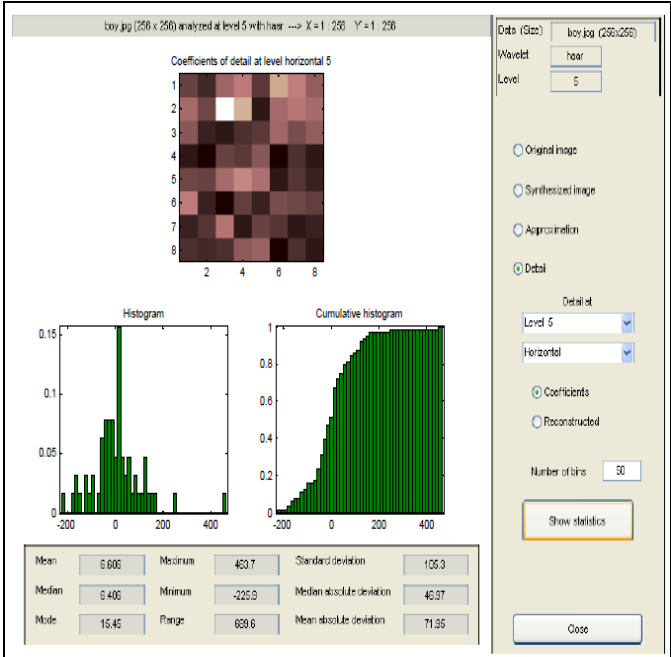 boy.jpg (256 x 256) analyzed at level 5 with haar ---> X = 1 : 256 Y = 1 : 256
Coefficients of detail at level horizontal 5
1
2
3
4
5
6
7
8
2 4 6 8
Histogram
0.15
0.1
0.05
0
-200 0 200 400
Cumulative histogram
1
0.8
0.6
0.4
0.2
0
-200 0 200 400
Mean 6.606 Maximum 463.7 Standard deviation 105.3
Median 6.406 Minimum -225.9 Median absolute deviation 46.97
Mode 15.45 Range 689.6 Mean absolute deviation 71.95
Data (Size) boy.jpg (256x256)
Wavelet haar
Level 5
Original image
Synthesized image
Approximation
Detail
Detail at
Level 5
Horizontal
Coefficients
Reconstructed
Number of bins 50
Show statistics
Close